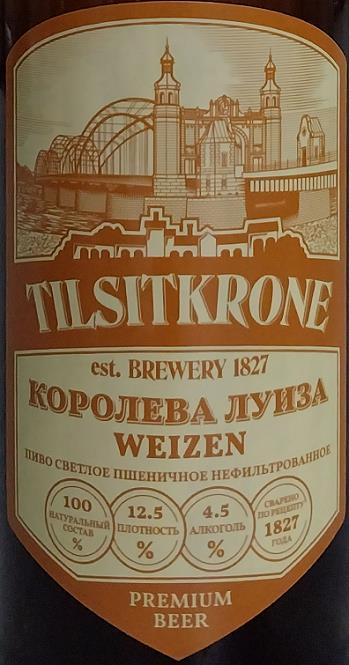 TILSITKRONE
est. BREWERY 1827
КОРОЛЕВА ЛУИЗА
WEIZEN
ПИВО СВЕТЛОЕ ПШЕНИЧНОЕ НЕФИЛЬТРОВАННОЕ
100
НАТУРАЛЬНЫЙ
СОСТАВ
%
12.5
ПЛОТНОСТЬ
%
4.5
АЛКОГОЛЬ
%
СВАРЕНО
ПО РЕЦЕПТУ
1827
ГОДА
PREMIUM
BEER